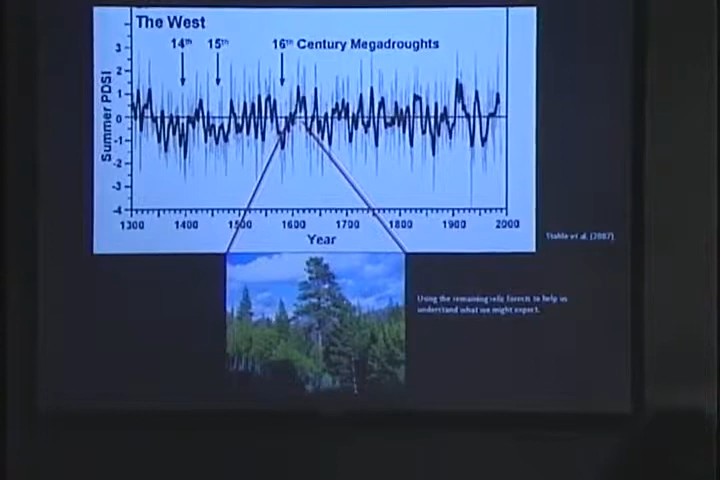 The West
14th 15th 16th Century Megadroughts
Summer PDSI
3
2
1
0
-1
-2
-3
-4
1300 1400 1500 1600 1700 1800 1900 2000
Year
Stahle et al. (2007)
Using the remaining relic forests to help us
understand what we might expect.